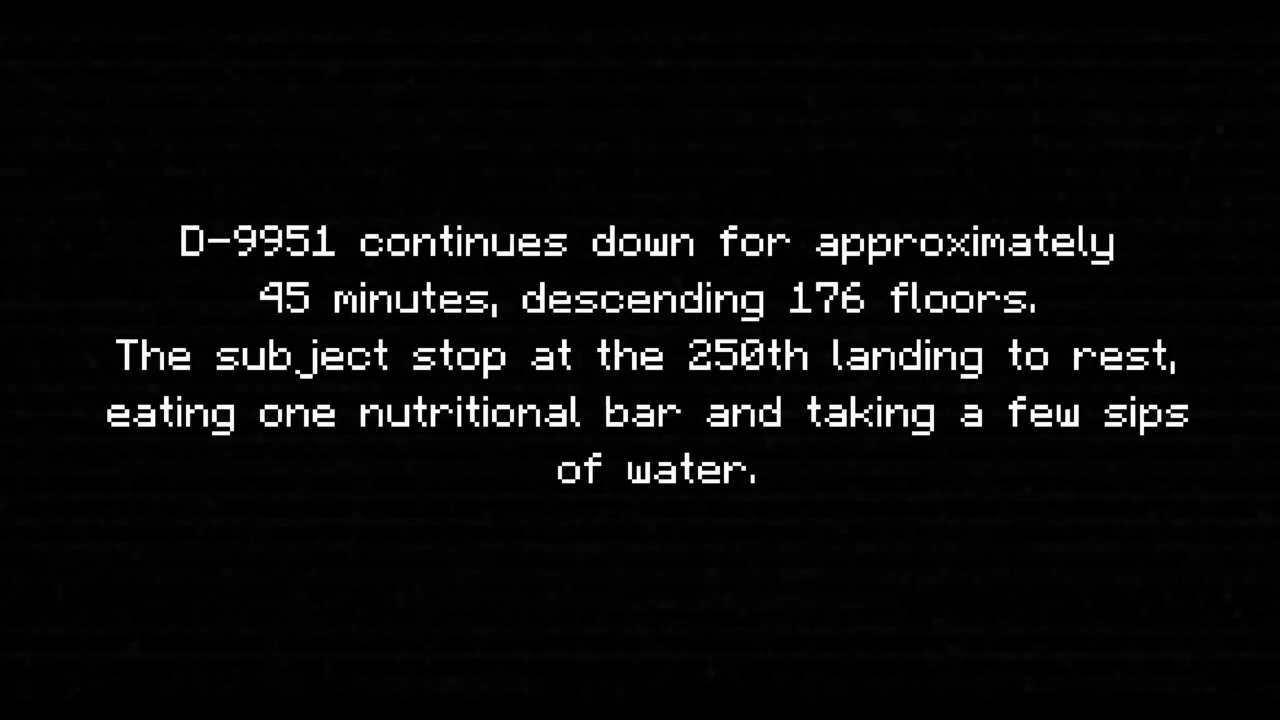 D-9951 continues down for approximately
45 minutes, descending 176 floors.
The subject stop at the 250th landing to rest,
eating one nutritional bar and taking a few sips
of water.